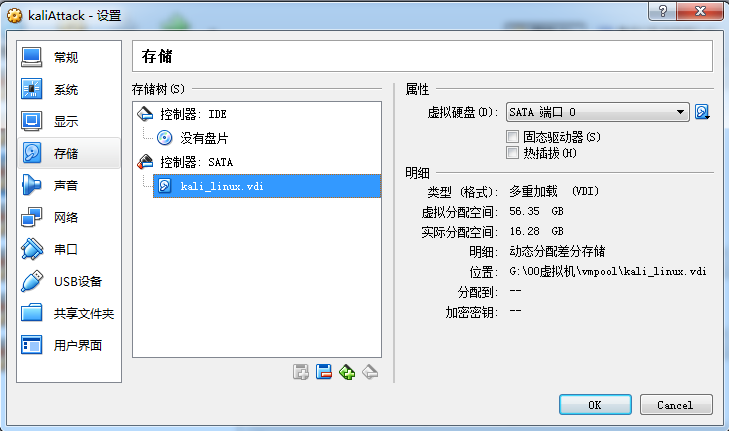 kaliAttack - 设置
常规
系统
显示
存储
声音
网络
串口
USB设备
共享文件夹
用户界面
存储
存储树(S)
控制器: IDE
没有盘片
控制器: SATA
kali_linux.vdi
属性
虚拟硬盘(D): SATA 端口 0
固态驱动器(S)
热插拔(H)
明细
类型 (格式): 多重加载 (VDI)
虚拟分配空间: 56.35 GB
实际分配空间: 16.28 GB
明细: 动态分配差分存储
位置: G:\00虚拟机\vmpool\kali_linux.vdi
分配到: --
加密密钥: --
OK
Cancel